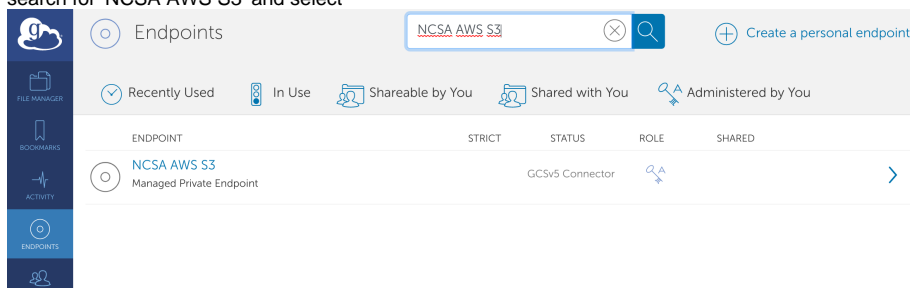 search for 'NCSA AWS S3' and select
Endpoints
NCSA AWS S3
Create a personal endpoint
FILE MANAGER
Recently Used
In Use
Shareable by You
Shared with You
Administered by You
BOOKMARKS
ENDPOINT
STRICT
STATUS
ROLE
SHARED
NCSA AWS S3
Managed Private Endpoint
GCSv5 Connector
ACTIVITY
ENDPOINTS